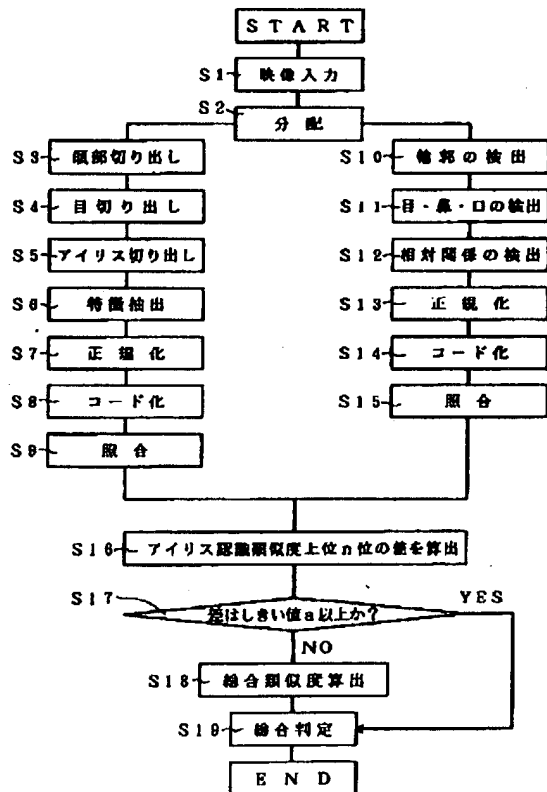 START
S1 映像入力
S2 分配
S3 頭部切り出し
S4 目切り出し
S5 アイリス切り出し
S6 特徴抽出
S7 正規化
S8 コード化
S9 照合
S10 輪郭の検出
S11 目・鼻・口の検出
S12 相対関係の検出
S13 正規化
S14 コード化
S15 照合
S16 アイリス認識類似度上位n位の値を算出
S17 差はしきい値a以上か?
YES
NO
S18 総合類似度算出
S19 総合判定
END